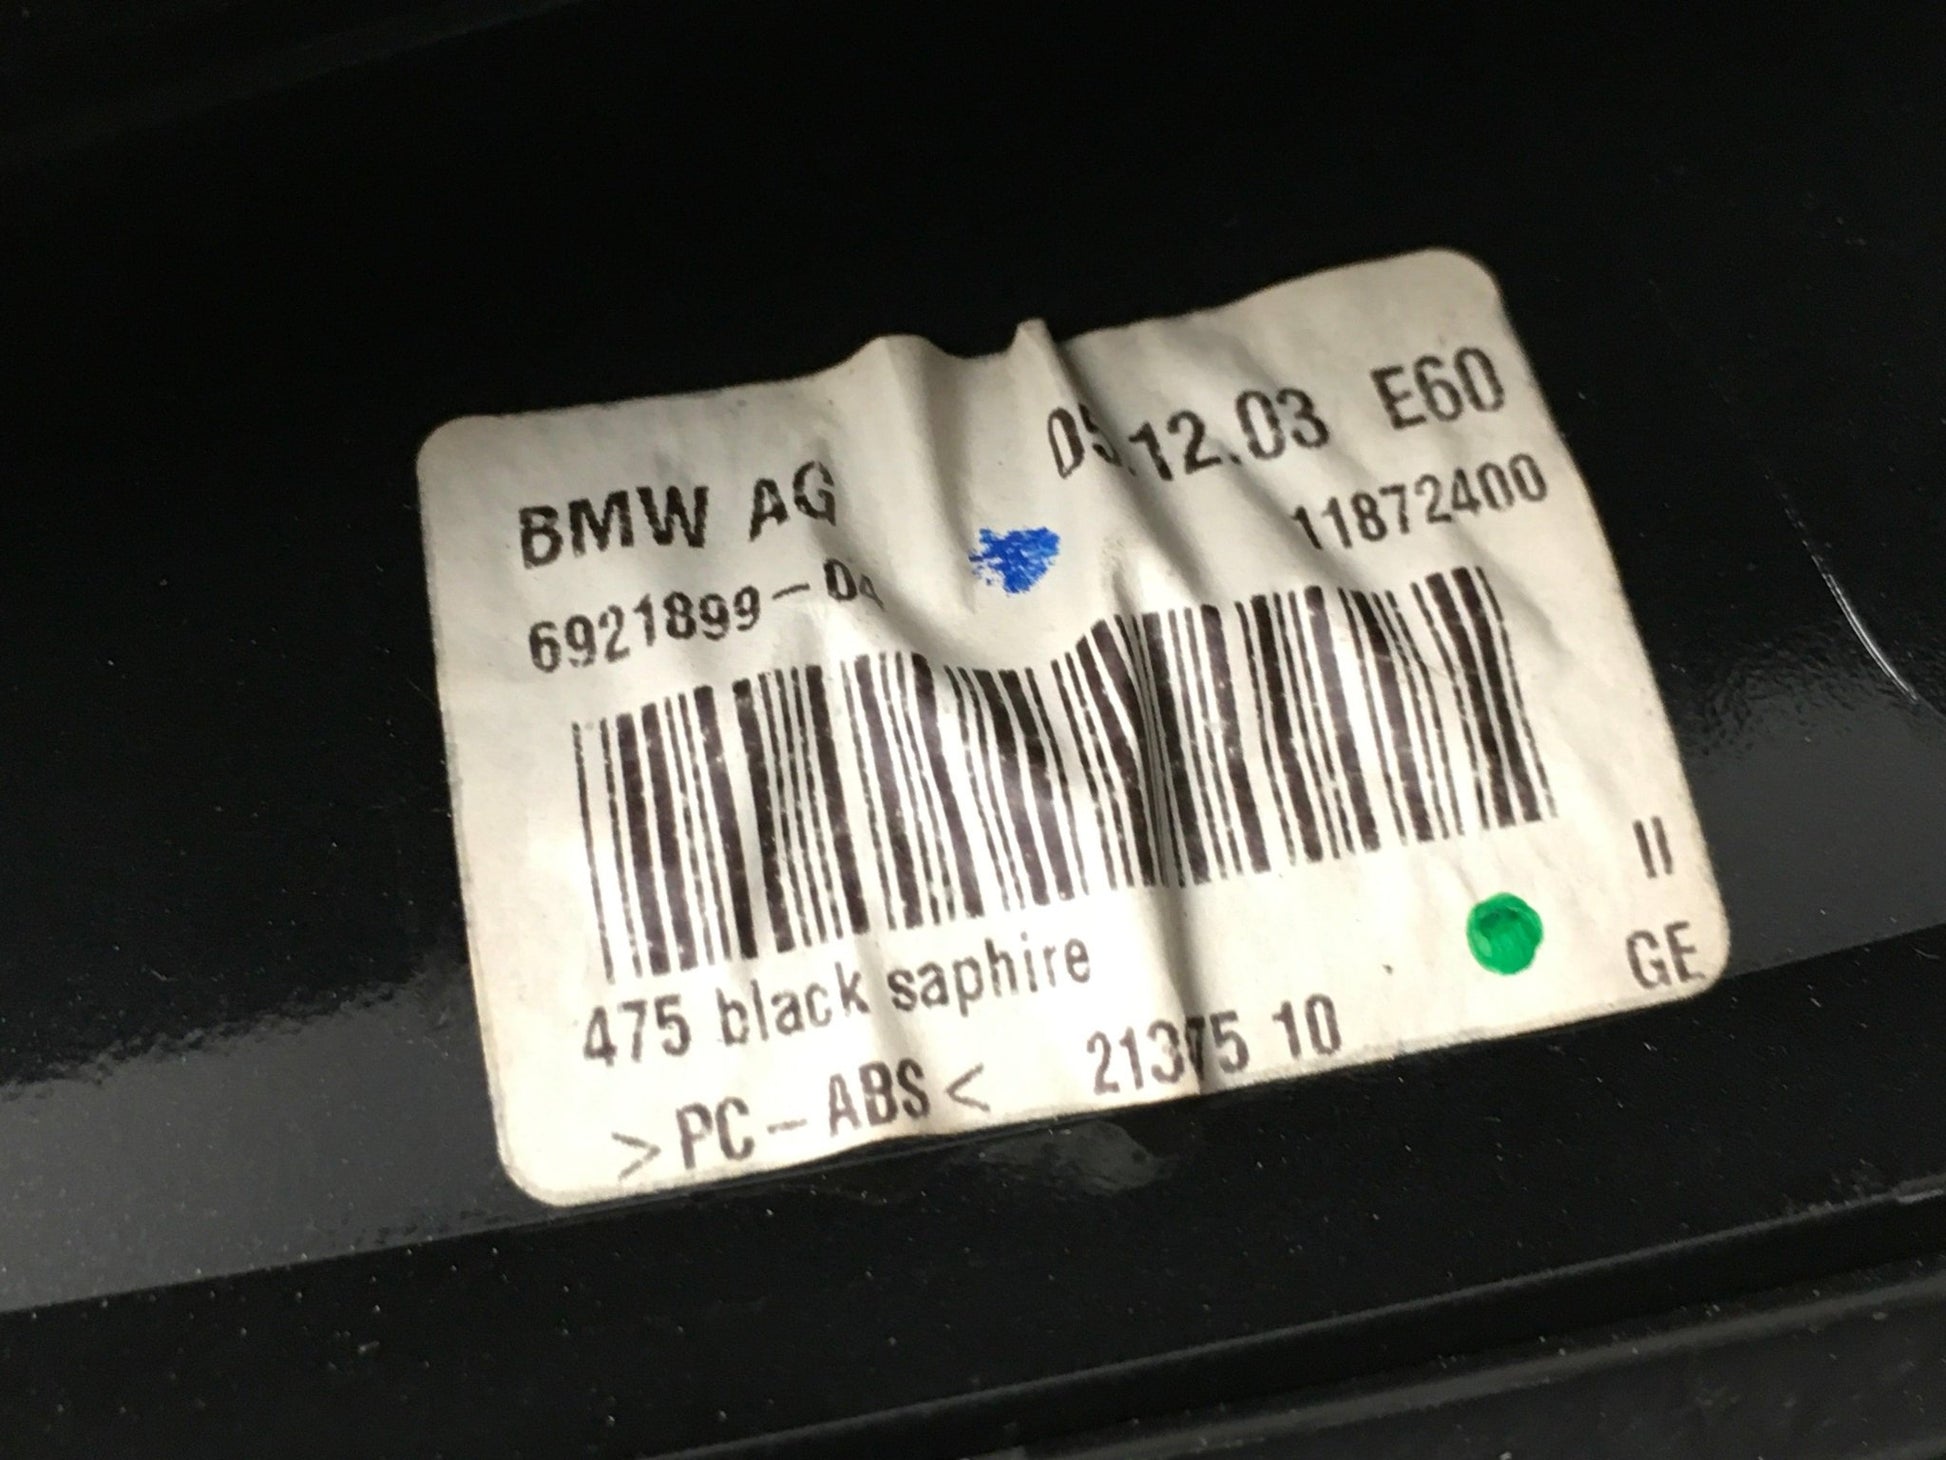 BMW AG 05.12.03 E60
6921899-04 11872400
II
475 black saphire GE
>PC-ABS< 21375 10